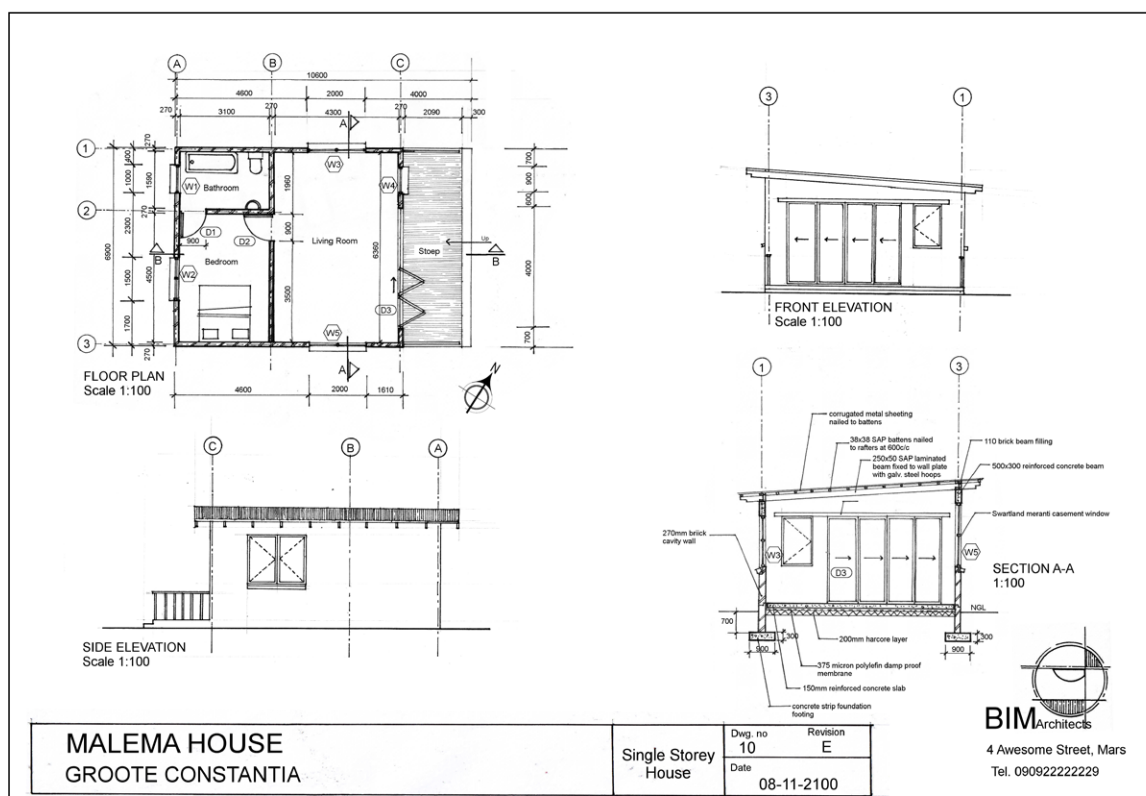 A
B
C
10600
4600
2000
4000
270
3100
270
4300
270
2090
300
A
1
2
3
6900
400
1000
2300
1500
1700
270
1590
270
4500
270
W1
Bathroom
W3
W4
1960
900
3500
D1
D2
900
Living Room
6360
Stoep
Up
B
B
W2
Bedroom
D3
W5
A
700
900
600
4000
700
4600
2000
1610
N
FLOOR PLAN
Scale 1:100
3
1
FRONT ELEVATION
Scale 1:100
C
B
A
SIDE ELEVATION
Scale 1:100
1
3
corrugated metal sheeting
nailed to battens
38x38 SAP battens nailed
to rafters at 600c/c
250x50 SAP laminated
beam fixed to wall plate
with galv. steel hoops
110 brick beam filling
500x300 reinforced concrete beam
Swartland meranti casement window
270mm briick
cavity wall
W3
D3
W5
SECTION A-A
1:100
NGL
700
300
900
300
900
200mm harcore layer
375 micron polylefin damp proof
membrane
150mm reinforced concrete slab
concrete strip foundation
footing
BIM Architects
4 Awesome Street, Mars
Tel. 090922222229
MALEMA HOUSE
GROOTE CONSTANTIA
Single Storey
House
Dwg. no
10
Revision
E
Date
08-11-2100